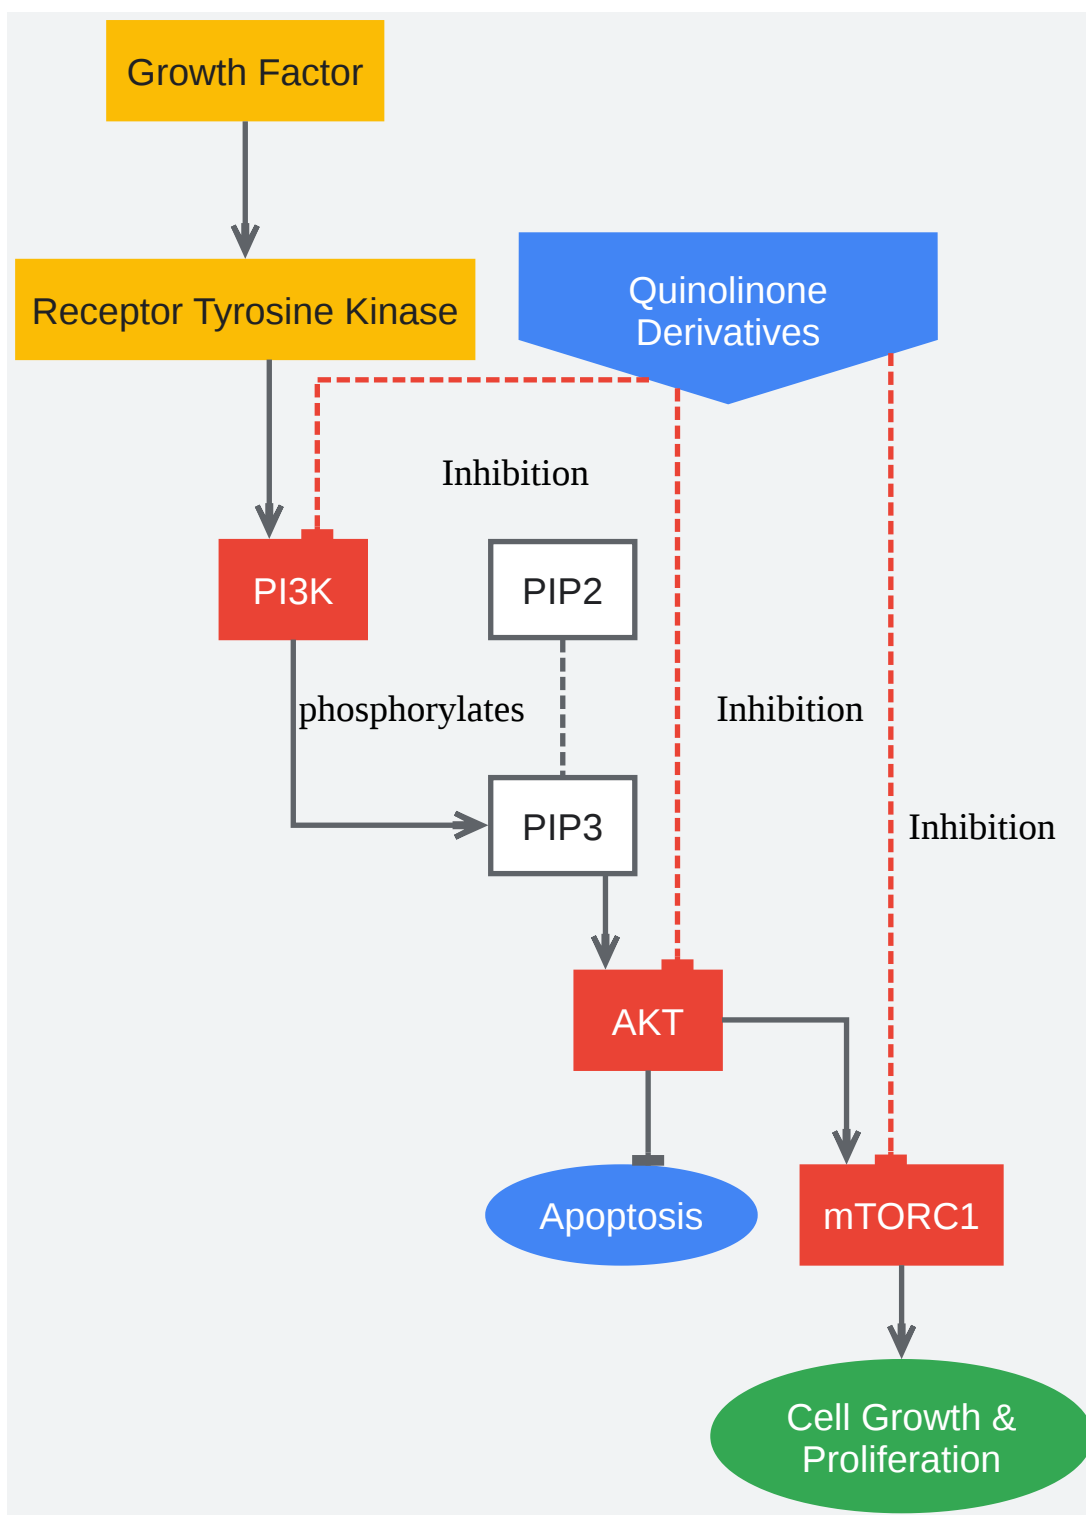 Growth Factor
Receptor Tyrosine Kinase
Quinolinone
Derivatives
Inhibition
PI3K
PIP2
phosphorylates
Inhibition
PIP3
Inhibition
AKT
Apoptosis
mTORC1
Cell Growth &
Proliferation